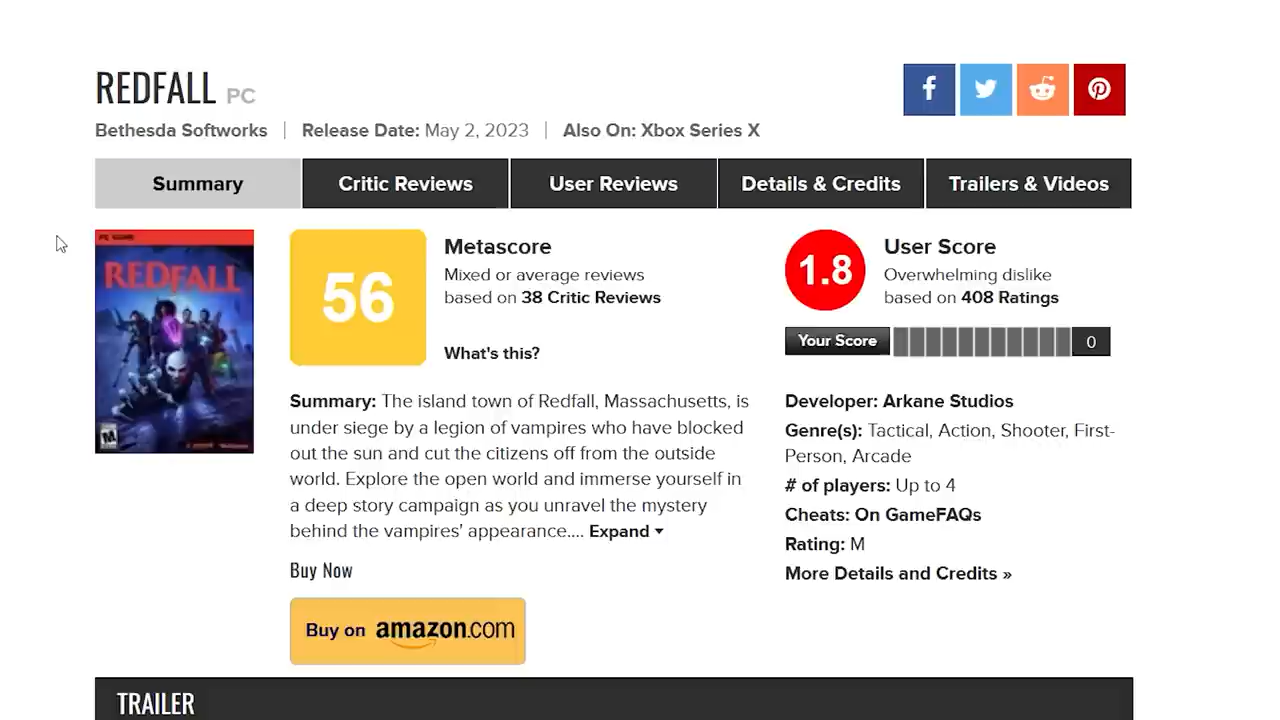 REDFALL PC
Bethesda Softworks | Release Date: May 2, 2023 | Also On: Xbox Series X
Summary
Critic Reviews
User Reviews
Details & Credits
Trailers & Videos
REDFALL
M
56
Metascore
Mixed or average reviews
based on 38 Critic Reviews
What's this?
Summary: The island town of Redfall, Massachusetts, is
under siege by a legion of vampires who have blocked
out the sun and cut the citizens off from the outside
world. Explore the open world and immerse yourself in
a deep story campaign as you unravel the mystery
behind the vampires’ appearance.... Expand
Buy Now
Buy on amazon.com
1.8
User Score
Overwhelming dislike
based on 408 Ratings
Your Score
0
Developer: Arkane Studios
Genre(s): Tactical, Action, Shooter, First-
Person, Arcade
# of players: Up to 4
Cheats: On GameFAQs
Rating: M
More Details and Credits »
TRAILER